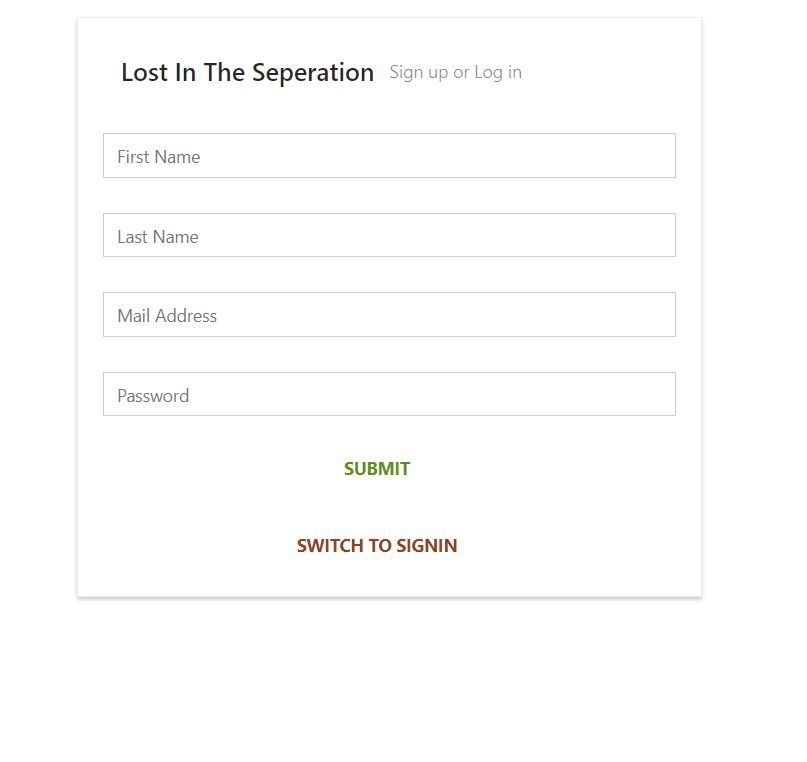 Lost In The Seperation Sign up or Log in
First Name
Last Name
Mail Address
Password
SUBMIT
SWITCH TO SIGNIN